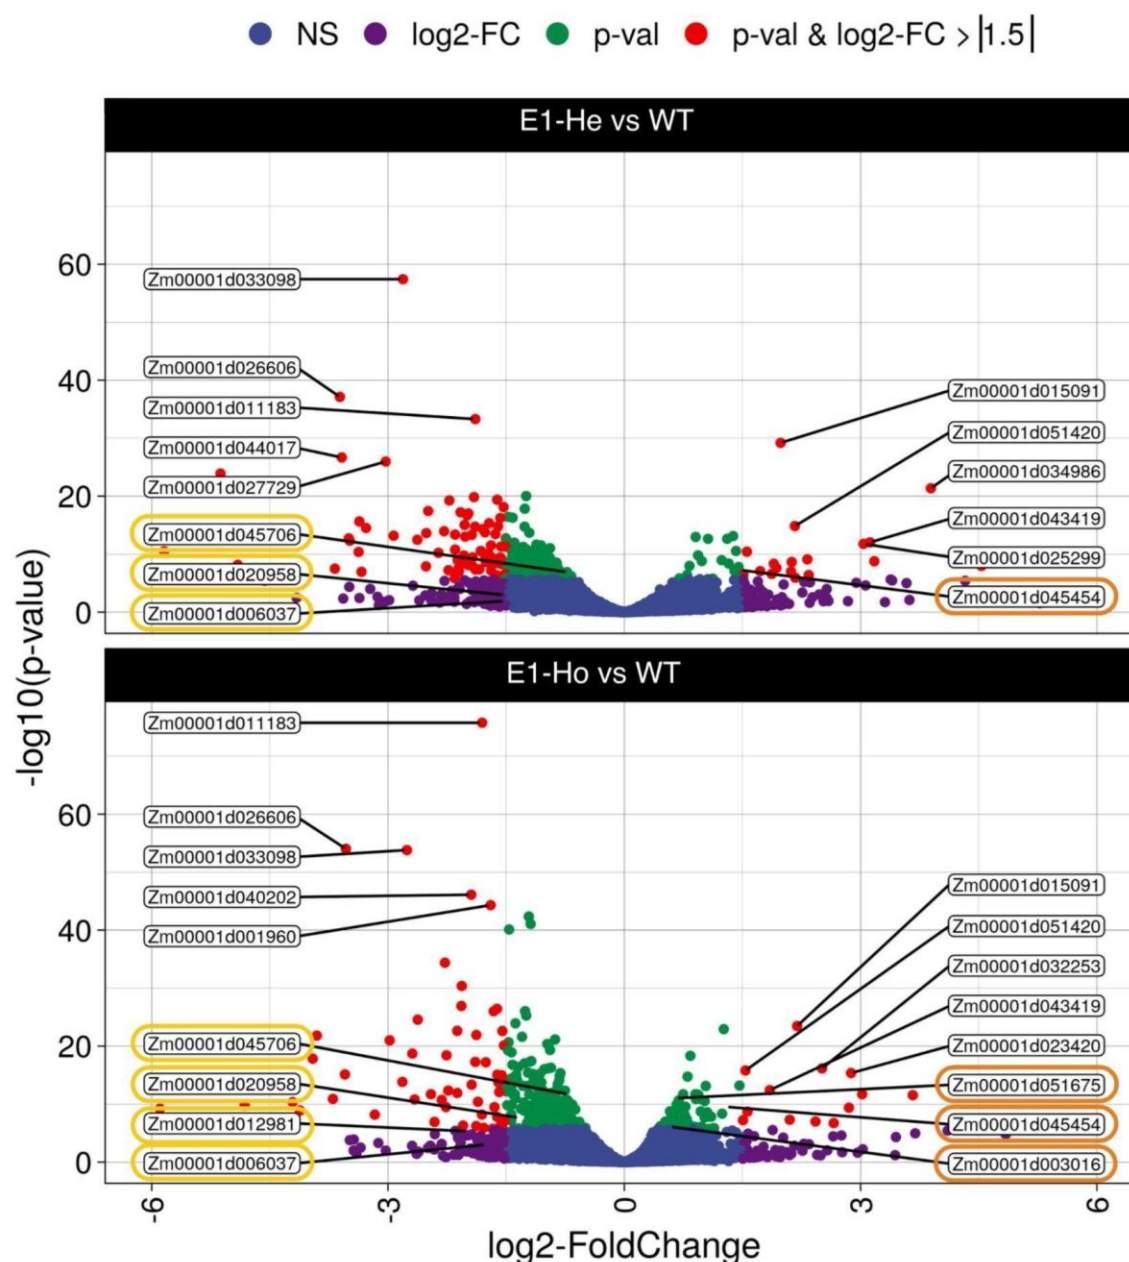 NS log2-FC p-val p-val & log2-FC >|1.5|
E1-He vs WT
60
40
20
0
Zm00001d033098
Zm00001d026606
Zm00001d011183
Zm00001d044017
Zm00001d027729
Zm00001d045706
Zm00001d020958
Zm00001d006037
Zm00001d015091
Zm00001d051420
Zm00001d034986
Zm00001d043419
Zm00001d025299
Zm00001d045454
-log10(p-value)
E1-Ho vs WT
60
40
20
0
Zm00001d011183
Zm00001d026606
Zm00001d033098
Zm00001d040202
Zm00001d001960
Zm00001d045706
Zm00001d020958
Zm00001d012981
Zm00001d006037
Zm00001d015091
Zm00001d051420
Zm00001d032253
Zm00001d043419
Zm00001d023420
Zm00001d051675
Zm00001d045454
Zm00001d003016
-6 -3 0 3 6
log2-FoldChange